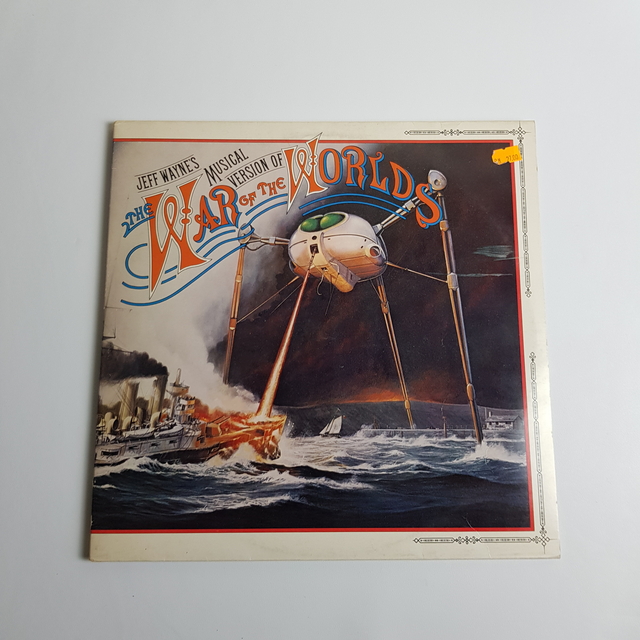 JEFF WAYNE'S
MUSICAL
VERSION OF
THE
WAR OF THE WORLDS